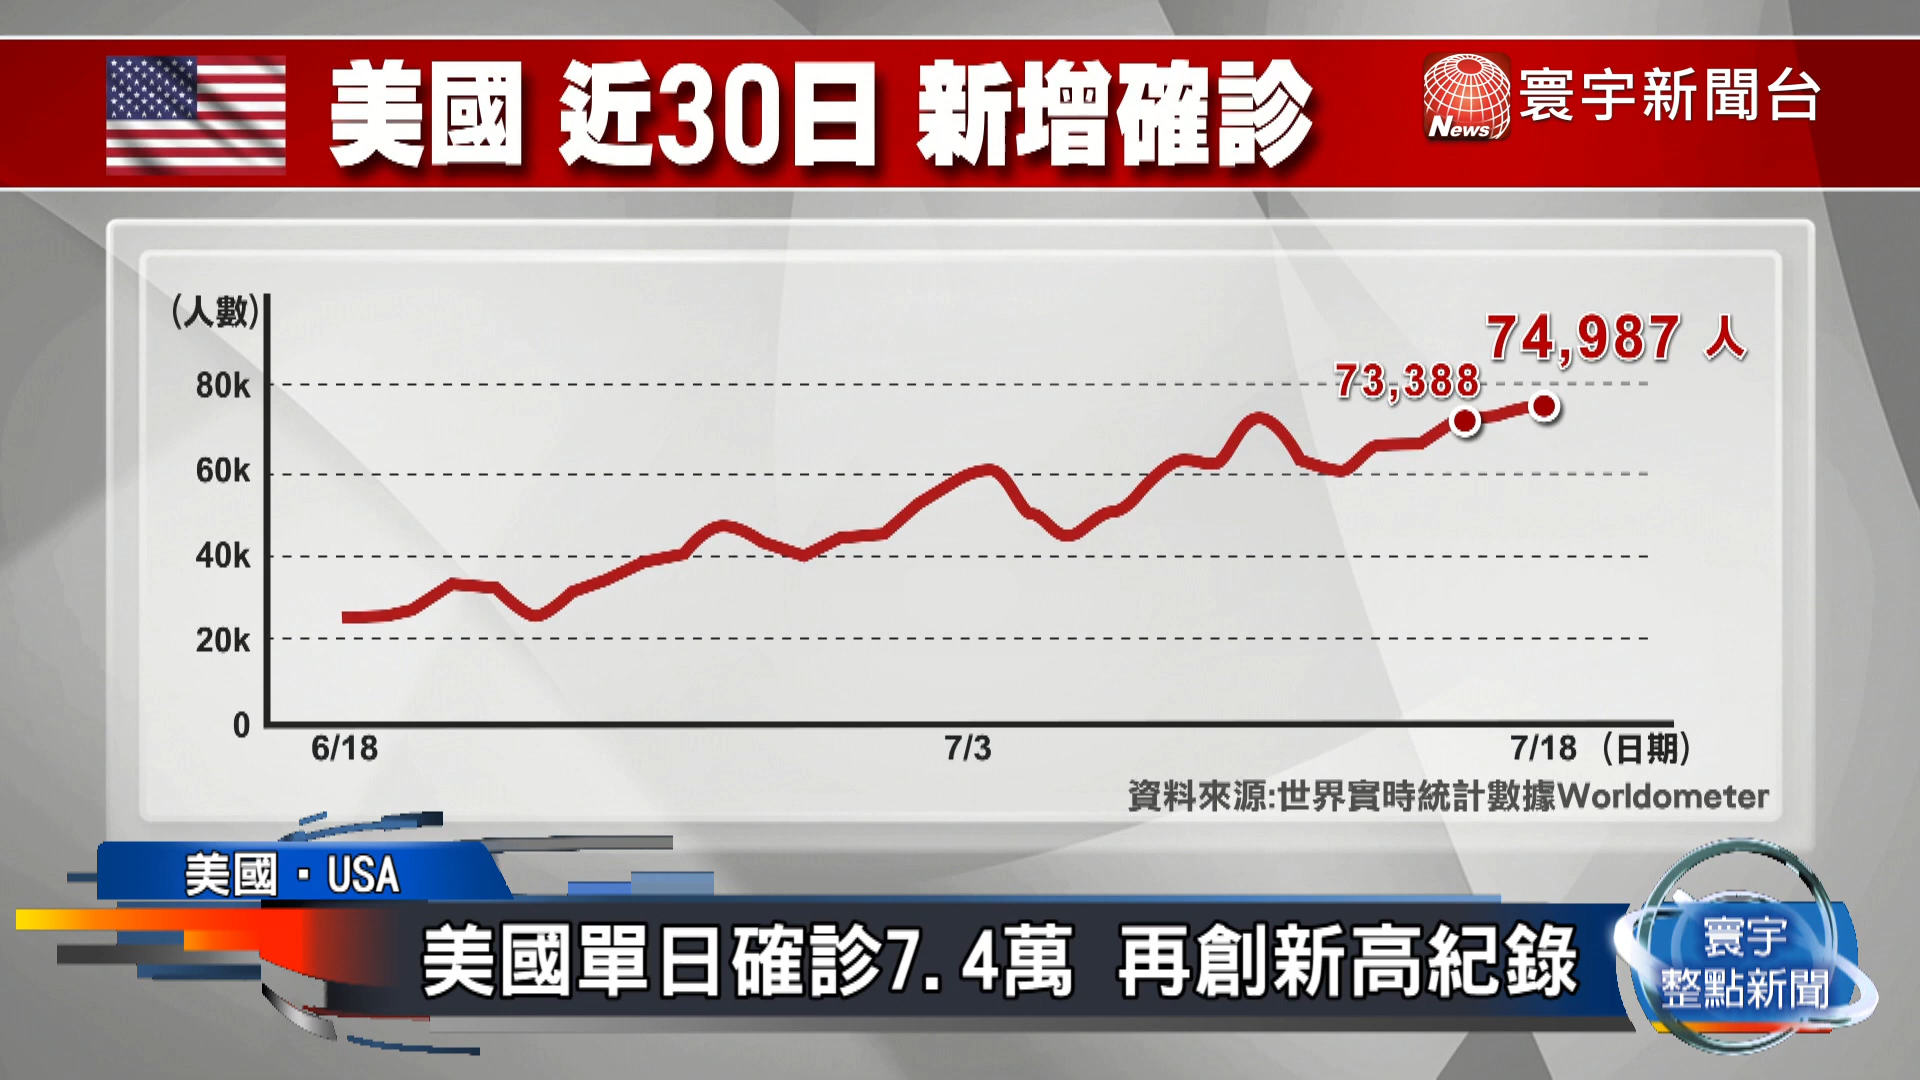 美國 近30日 新增確診
News 寰宇新聞台
(人數)
74,987 人
73,388
80k
60k
40k
20k
0
6/18 7/3 7/18 (日期)
資料來源:世界實時統計數據Worldometer
美國·USA
美國單日確診7.4萬 再創新高紀錄
寰宇
整點新聞